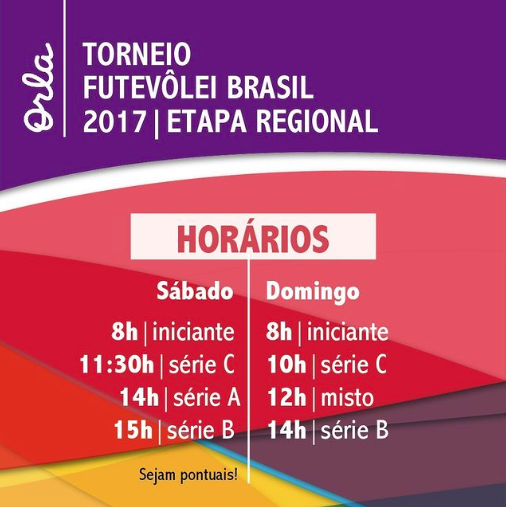 Orla
TORNEIO
FUTEVÔLEI BRASIL
2017 | ETAPA REGIONAL
HORÁRIOS
Sábado
8h | iniciante
11:30h | série C
14h | série A
15h | série B
Domingo
8h | iniciante
10h | série C
12h | misto
14h | série B
Sejam pontuais!